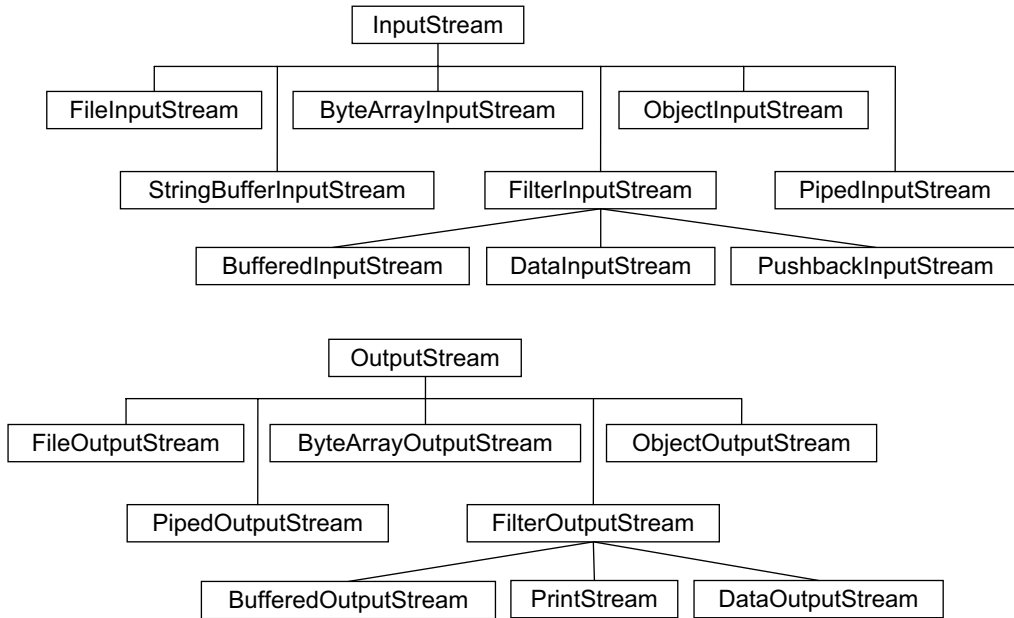 InputStream
FileInputStream
ByteArrayInputStream
ObjectInputStream
StringBufferInputStream
FilterInputStream
PipedInputStream
BufferedInputStream
DataInputStream
PushbackInputStream
OutputStream
FileOutputStream
ByteArrayOutputStream
ObjectOutputStream
PipedOutputStream
FilterOutputStream
BufferedOutputStream
PrintStream
DataOutputStream